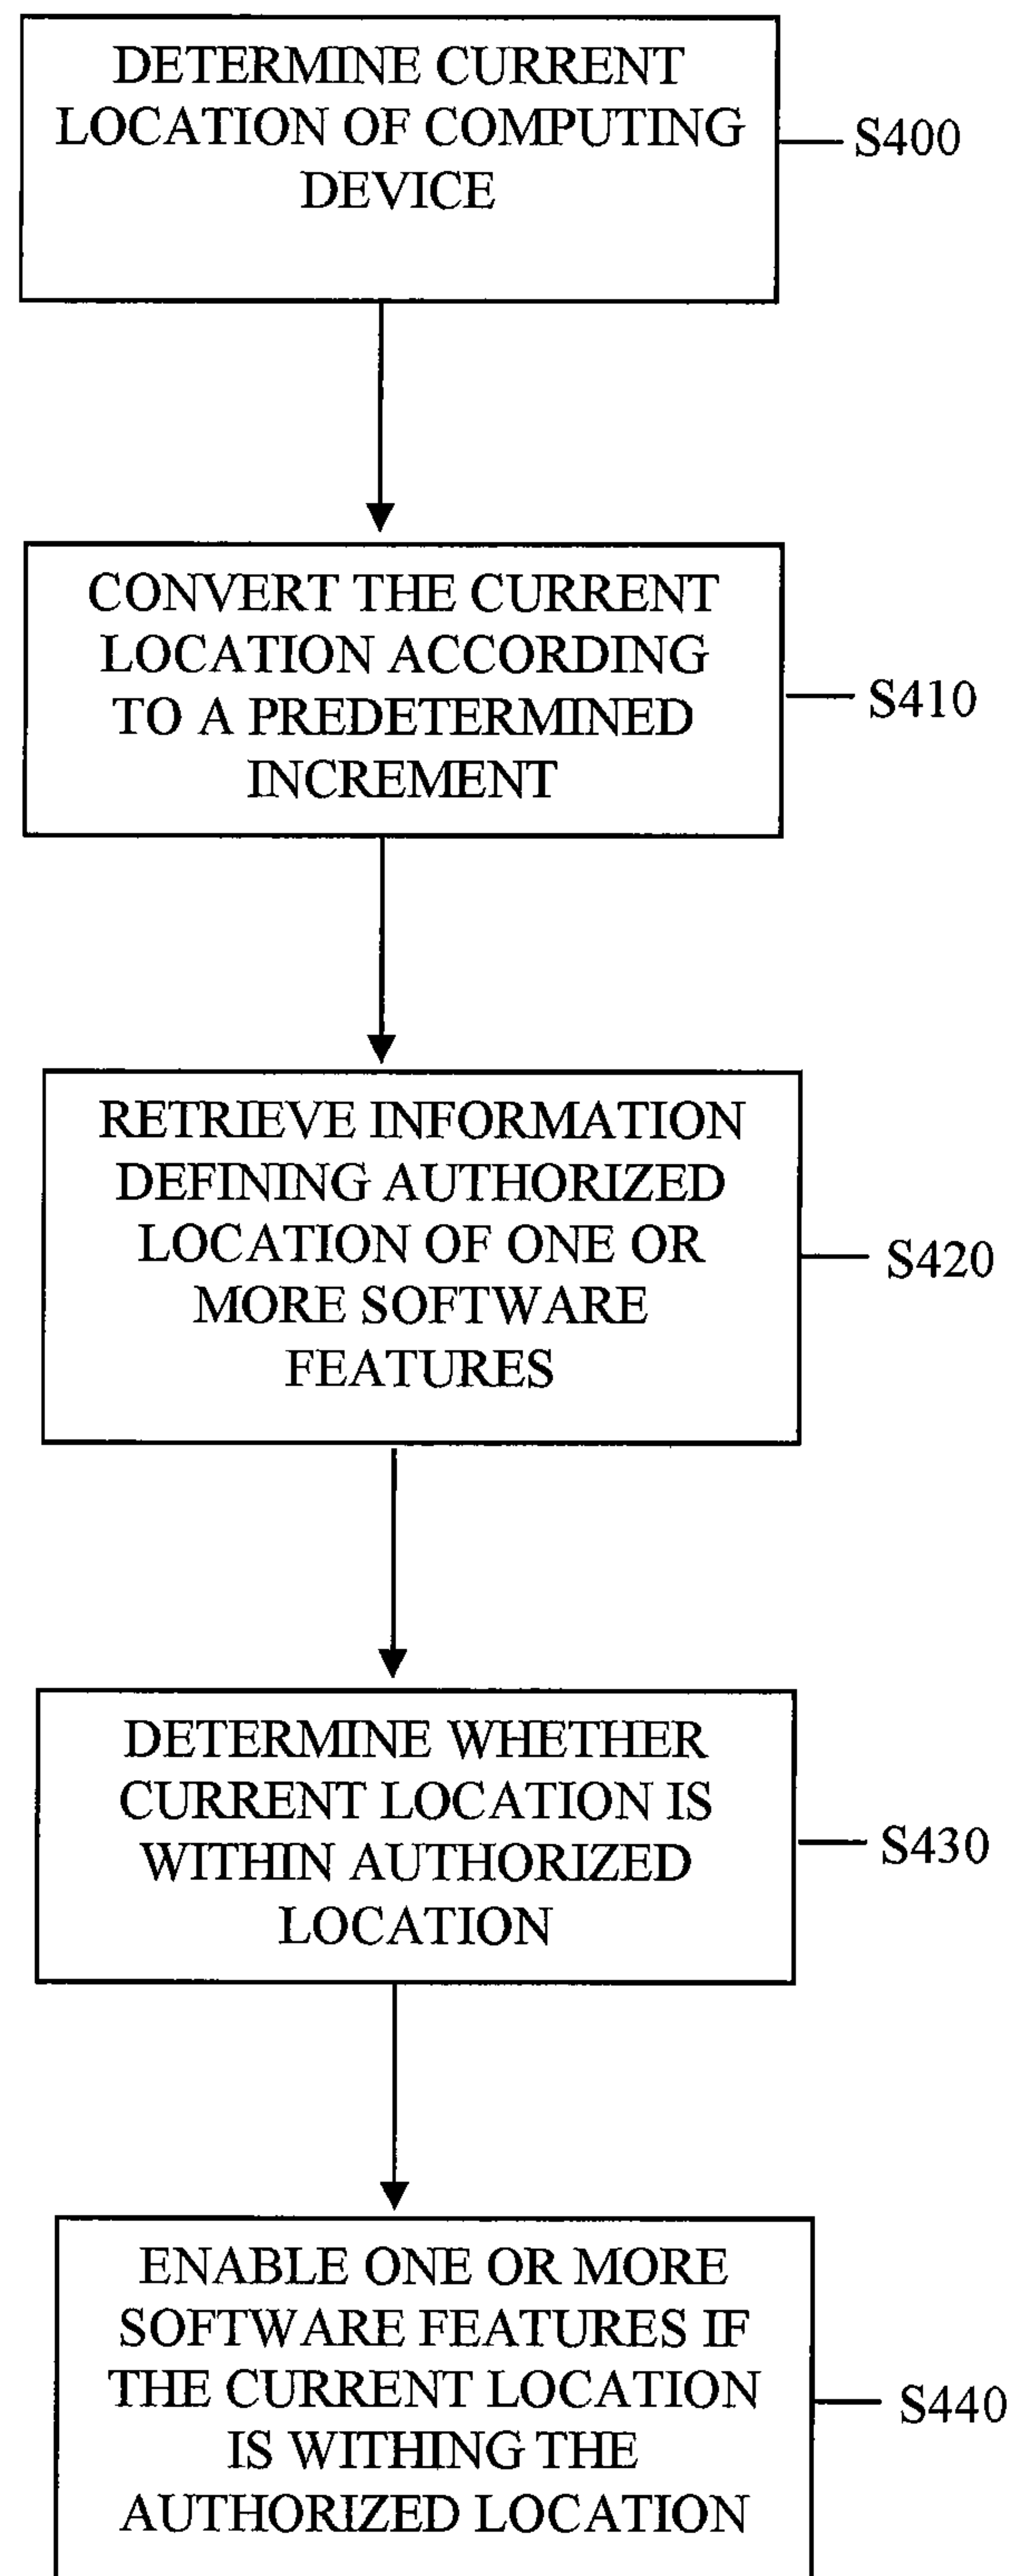 DETERMINE CURRENT
LOCATION OF COMPUTING
DEVICE
S400
CONVERT THE CURRENT
LOCATION ACCORDING
TO A PREDETERMINED
INCREMENT
S410
RETRIEVE INFORMATION
DEFINING AUTHORIZED
LOCATION OF ONE OR
MORE SOFTWARE
FEATURES
S420
DETERMINE WHETHER
CURRENT LOCATION IS
WITHIN AUTHORIZED
LOCATION
S430
ENABLE ONE OR MORE
SOFTWARE FEATURES IF
THE CURRENT LOCATION
IS WITHING THE
AUTHORIZED LOCATION
S440